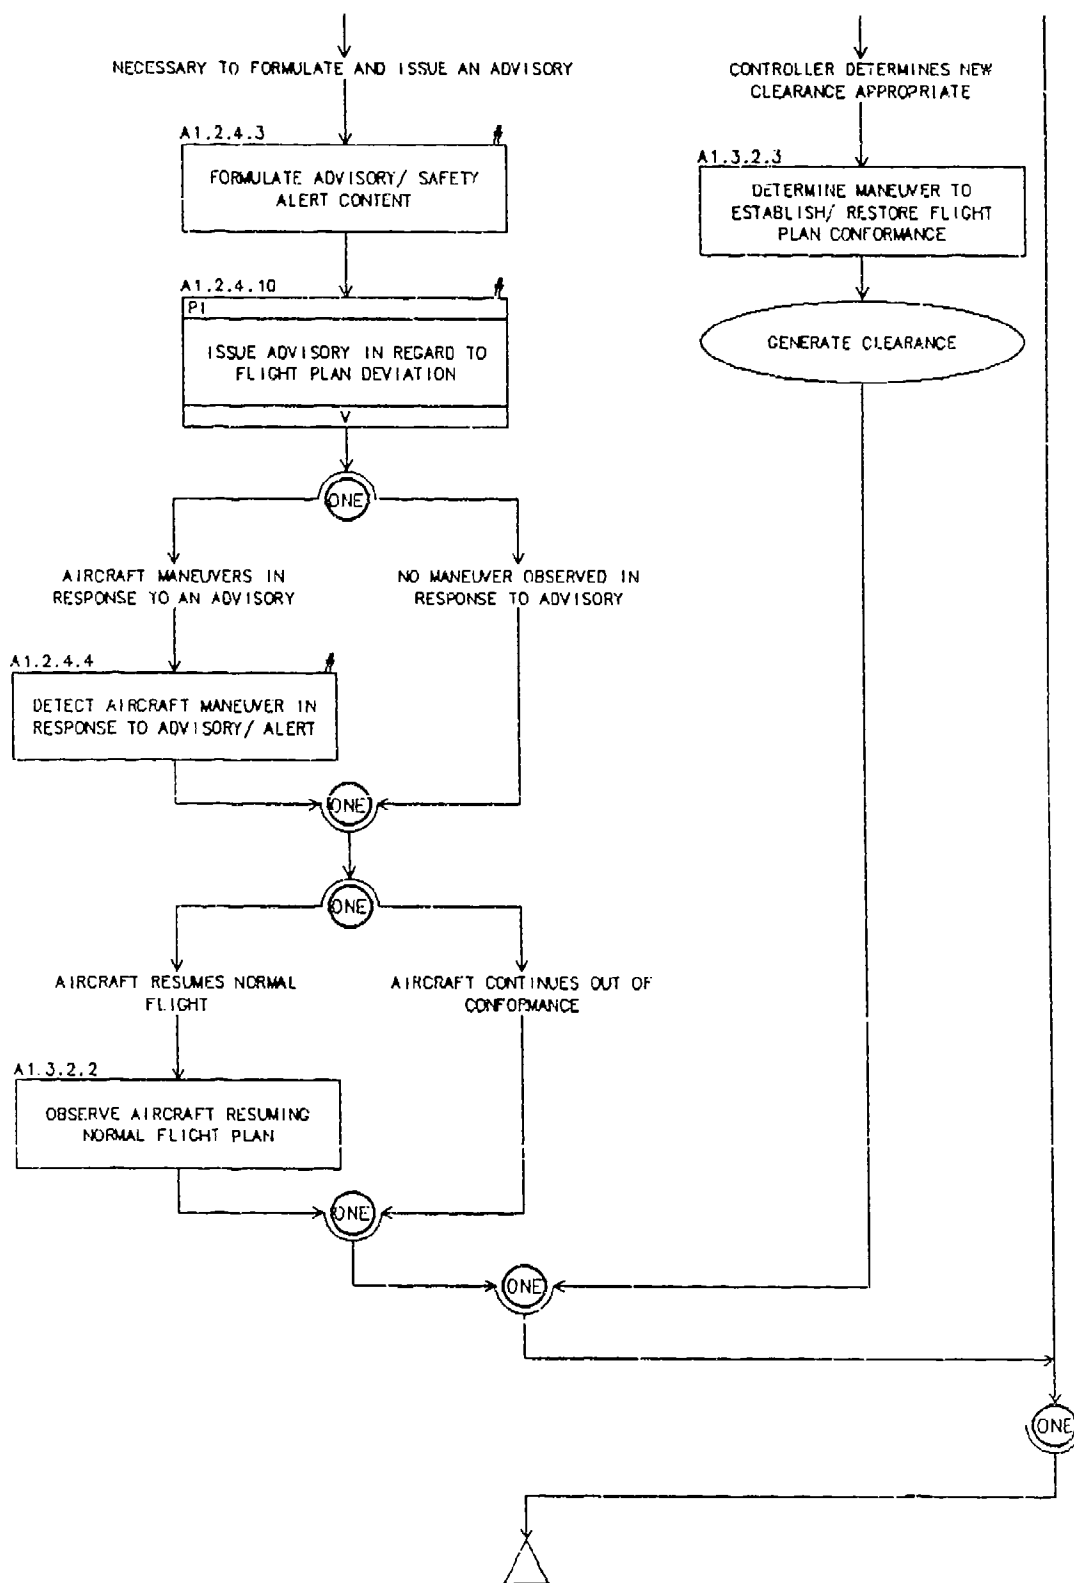 NECESSARY TO FORMULATE AND ISSUE AN ADVISORY
A1.2.4.3
FORMULATE ADVISORY/ SAFETY
ALERT CONTENT
A1.2.4.10
P1
ISSUE ADVISORY IN REGARD TO
FLIGHT PLAN DEVIATION
V
ONE
AIRCRAFT MANEUVERS IN
RESPONSE TO AN ADVISORY
NO MANEUVER OBSERVED IN
RESPONSE TO ADVISORY
A1.2.4.4
DETECT AIRCRAFT MANEUVER IN
RESPONSE TO ADVISORY/ ALERT
ONE
ONE
AIRCRAFT RESUMES NORMAL
FLIGHT
AIRCRAFT CONTINUES OUT OF
CONFORMANCE
A1.3.2.2
OBSERVE AIRCRAFT RESUMING
NORMAL FLIGHT PLAN
ONE
CONTROLLER DETERMINES NEW
CLEARANCE APPROPRIATE
A1.3.2.3
DETERMINE MANEUVER TO
ESTABLISH/ RESTORE FLIGHT
PLAN CONFORMANCE
GENERATE CLEARANCE
ONE
ONE